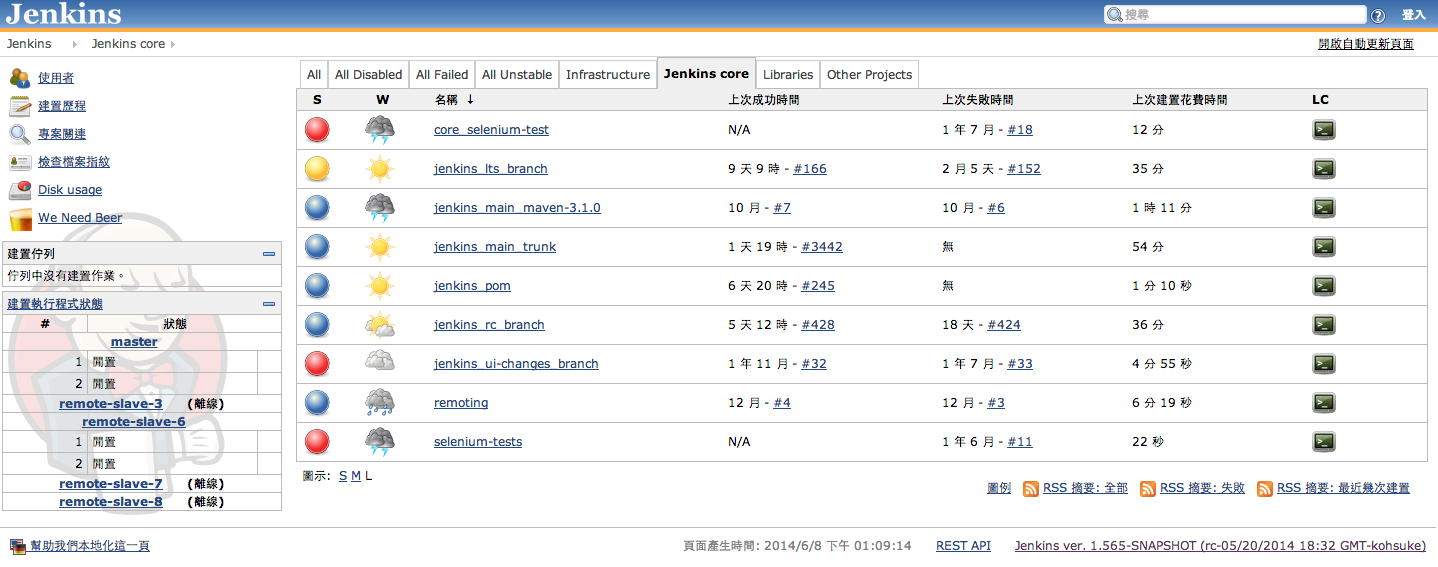 Jenkins
搜尋
登入
Jenkins Jenkins core
開啟自動更新頁面
使用者
建置歷程
專案關連
檢查檔案指紋
Disk usage
We Need Beer
建置佇列
佇列中沒有建置作業。
建置執行程式狀態
# 狀態
master
1 閒置
2 閒置
remote-slave-3 (離線)
remote-slave-6
1 閒置
2 閒置
remote-slave-7 (離線)
remote-slave-8 (離線)
All All Disabled All Failed All Unstable Infrastructure Jenkins core Libraries Other Projects
S W 名稱 ↓ 上次成功時間 上次失敗時間 上次建置花費時間 LC
core_selenium-test N/A 1 年 7 月 - #18 12 分
jenkins_lts_branch 9 天 9 時 - #166 2 月 5 天 - #152 35 分
jenkins_main_maven-3.1.0 10 月 - #7 10 月 - #6 1 時 11 分
jenkins_main_trunk 1 天 19 時 - #3442 無 54 分
jenkins_pom 6 天 20 時 - #245 無 1 分 10 秒
jenkins_rc_branch 5 天 12 時 - #428 18 天 - #424 36 分
jenkins_ui-changes_branch 1 年 11 月 - #32 1 年 7 月 - #33 4 分 55 秒
remoting 12 月 - #4 12 月 - #3 6 分 19 秒
selenium-tests N/A 1 年 6 月 - #11 22 秒
圖示: S M L
圖例 RSS 摘要: 全部 RSS 摘要: 失敗 RSS 摘要: 最近幾次建置
幫助我們本地化這一頁
頁面產生時間: 2014/6/8 下午 01:09:14 REST API Jenkins ver. 1.565-SNAPSHOT (rc-05/20/2014 18:32 GMT-kohsuke)